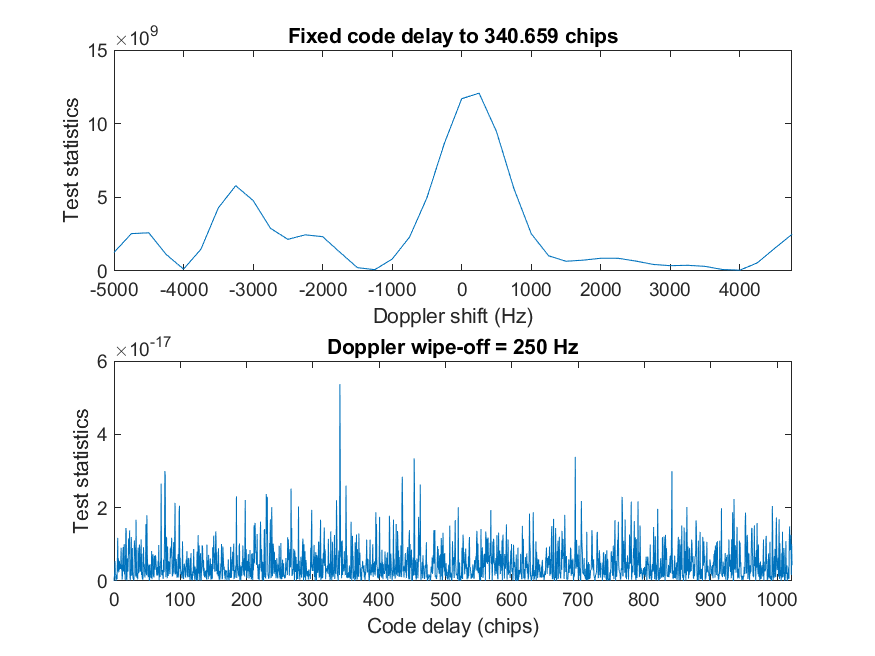 ×10^9
Fixed code delay to 340.659 chips
15
10
5
0
Test statistics
-5000 -4000 -3000 -2000 -1000 0 1000 2000 3000 4000
Doppler shift (Hz)
×10^-17
Doppler wipe-off = 250 Hz
6
4
2
0
Test statistics
0 100 200 300 400 500 600 700 800 900 1000
Code delay (chips)